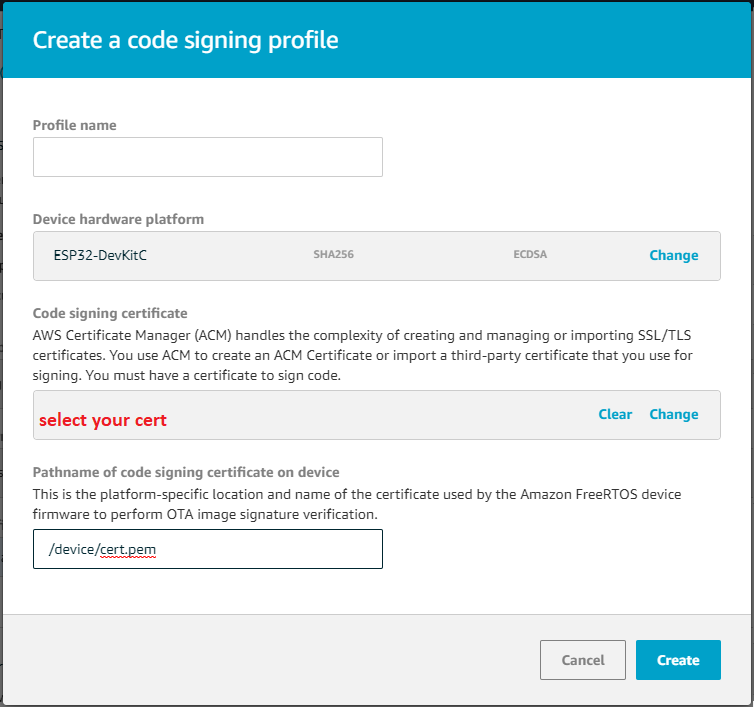 Create a code signing profile
Profile name
Device hardware platform
ESP32-DevKitC SHA256 ECDSA Change
Code signing certificate
AWS Certificate Manager (ACM) handles the complexity of creating and managing or importing SSL/TLS
certificates. You use ACM to create an ACM Certificate or import a third-party certificate that you use for
signing. You must have a certificate to sign code.
select your cert Clear Change
Pathname of code signing certificate on device
This is the platform-specific location and name of the certificate used by the Amazon FreeRTOS device
firmware to perform OTA image signature verification.
/device/cert.pem
Cancel Create